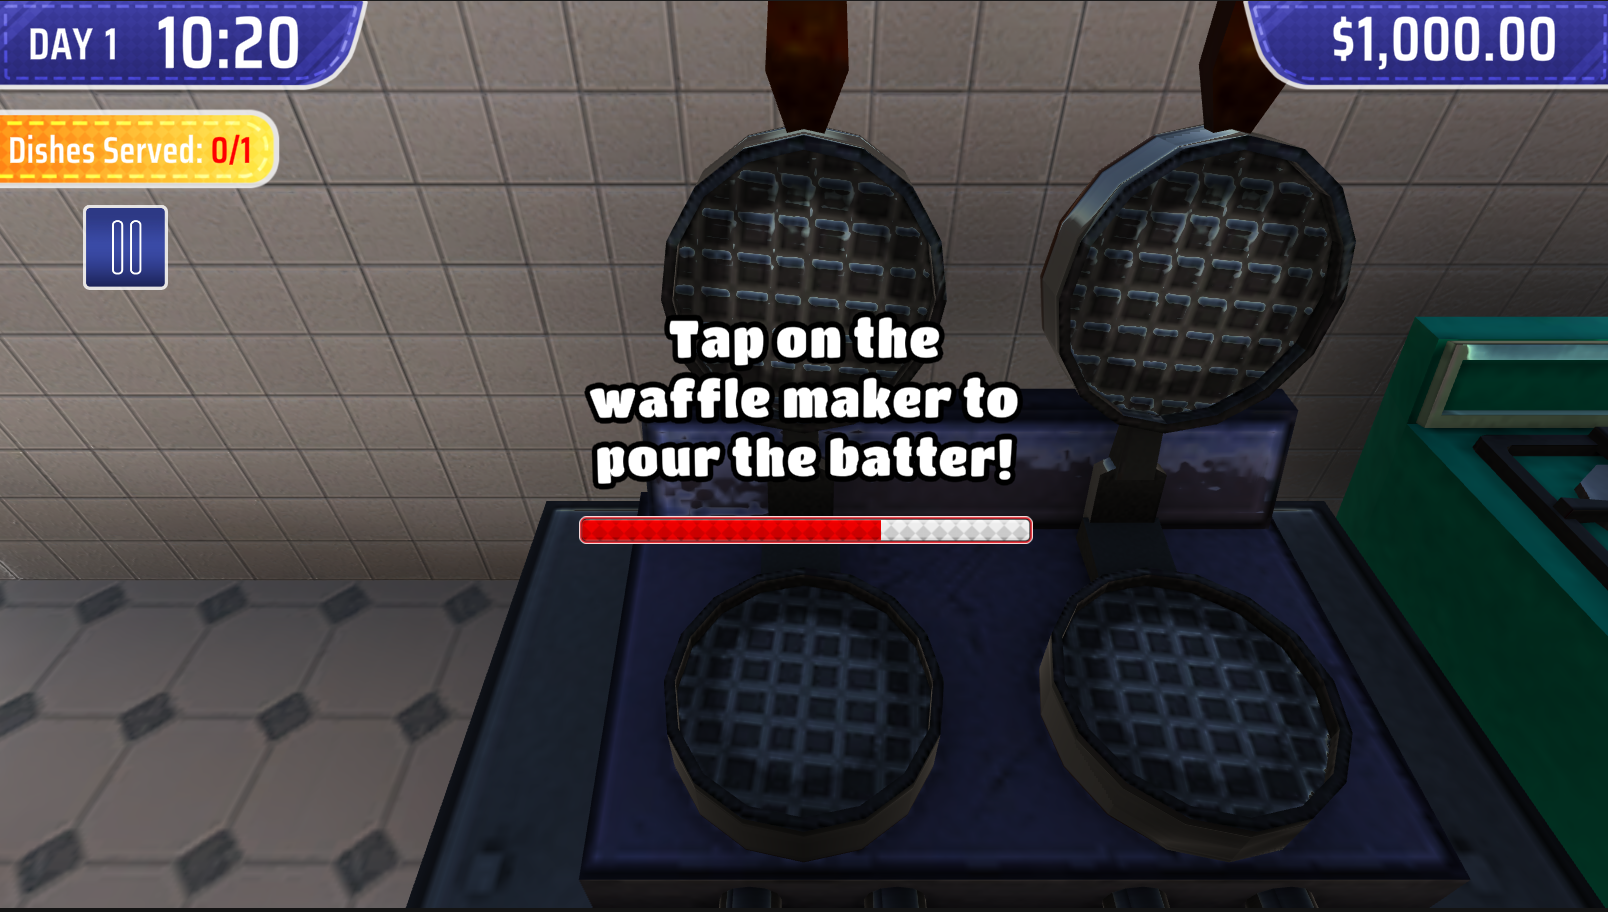 DAY 1 10:20
$1,000.00
Dishes Served: 0/1
Tap on the
waffle maker to
pour the batter!